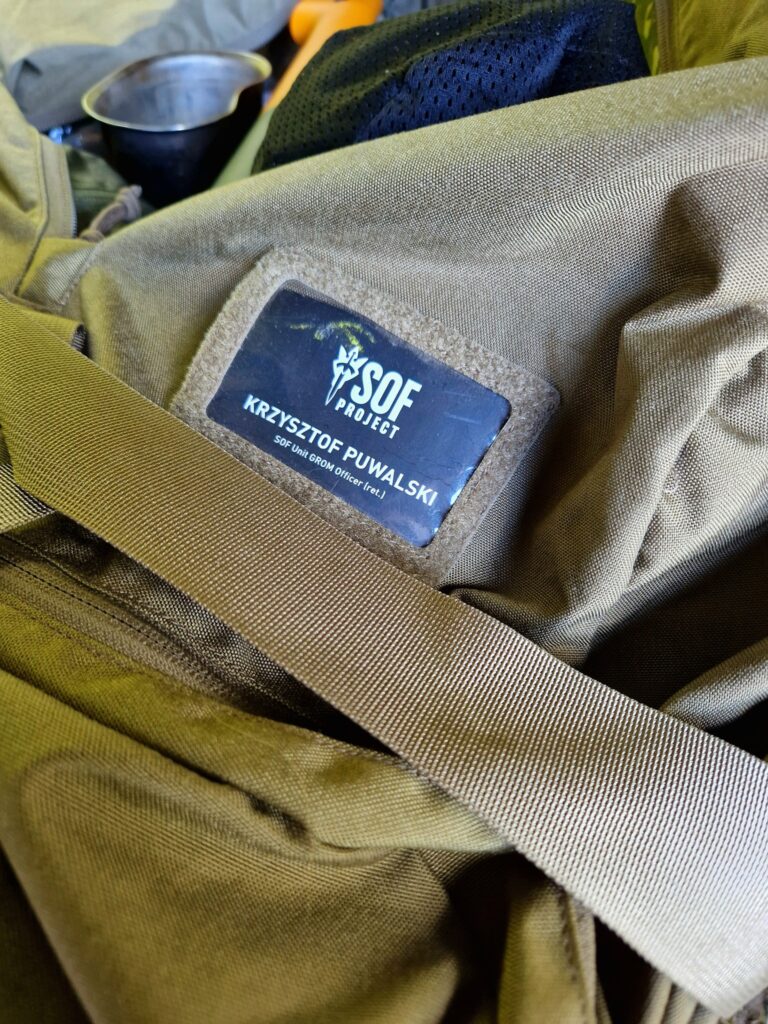 SOF
PROJECT
KRZYSZTOF PUWALSKI
SOF Unit GROM Officer (ret.)